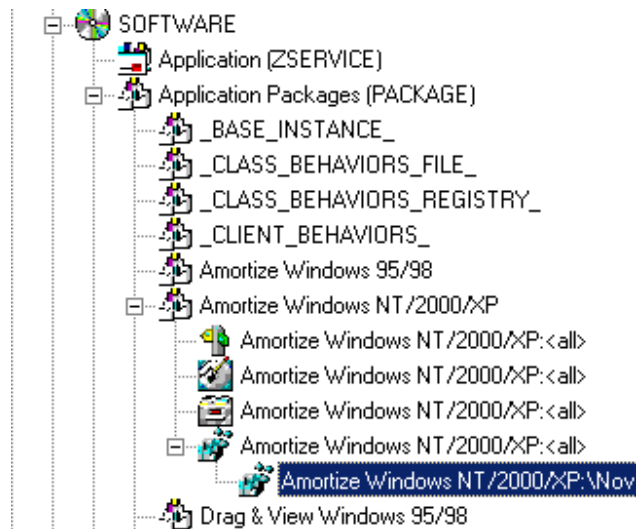 SOFTWARE
Application (ZSERVICE)
Application Packages (PACKAGE)
_BASE_INSTANCE_
_CLASS_BEHAVIORS_FILE_
_CLASS_BEHAVIORS_REGISTRY_
_CLIENT_BEHAVIORS_
Amortize Windows 95/98
Amortize Windows NT/2000/XP
Amortize Windows NT/2000/XP:<all>
Amortize Windows NT/2000/XP:<all>
Amortize Windows NT/2000/XP:<all>
Amortize Windows NT/2000/XP:<all>
Amortize Windows NT/2000/XP:\Nov
Drag & View Windows 95/98